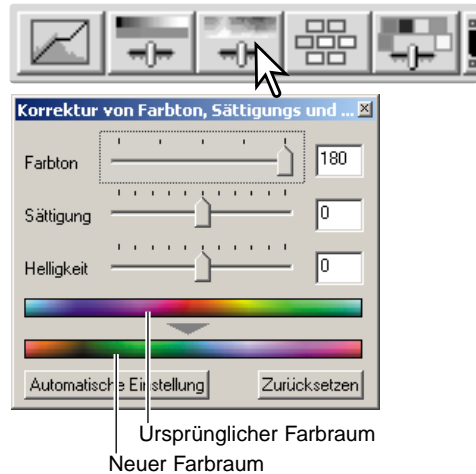 Korrektur von Farbton, Sättigungs und ...
Farbton
180
Sättigung
0
Helligkeit
0
Automatische Einstellung
Zurücksetzen
Ursprünglicher Farbraum
Neuer Farbraum